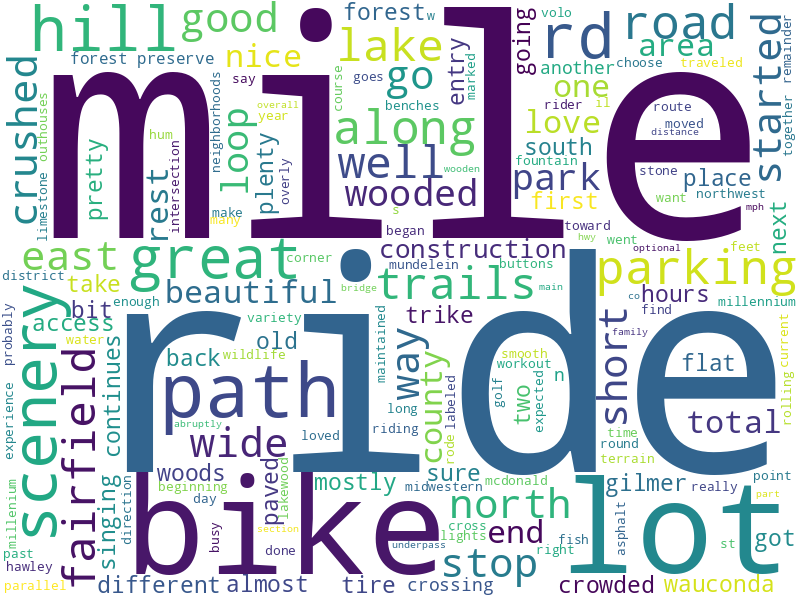 mile
ride
bike
lot
path
scenery
hill
great
parking
fairfield
trails
rd
road
lake
along
good
nice
go
well
wooded
park
started
crushed
loop
rest
plenty
pretty
forest
w
forest preserve
say
goes
hum
many
make
overall
year
overly
course
benches
entry
marked
going
volo
another
area
one
love
south
fountain
first
rider
il
choose
traveled
remainder
together
route
moved
distance
stone
place
northwest
want
mph
feet
next
toward
hwy
went
optional
neighborhoods
intersection
outhouses
limestone
wooden
s
began
construction
mundelein
buttons
bridge
main
corner
east
district
take
bit
access
water
enough
variety
beautiful
old
back
wildlife
trike
way
maintained
long
riding
loved
abruptly
wide
county
rode
labeled
smooth
workout
golf
two
expected
n
short
hours
co
find
millennium
family
flat
total
time
round
terrain
current
rolling
probably
experience
continues
singing
woods
beginning
day
direction
paved
lakewood
mostly
sure
midwestern
mcdonald
north
end
stop
cross
lights
right
fish
underpass
gilmer
really
point
part
asphalt
st
got
millenium
past
hawley
parallel
different
almost
busy
section
done
tire
crossing
crowded
wauconda